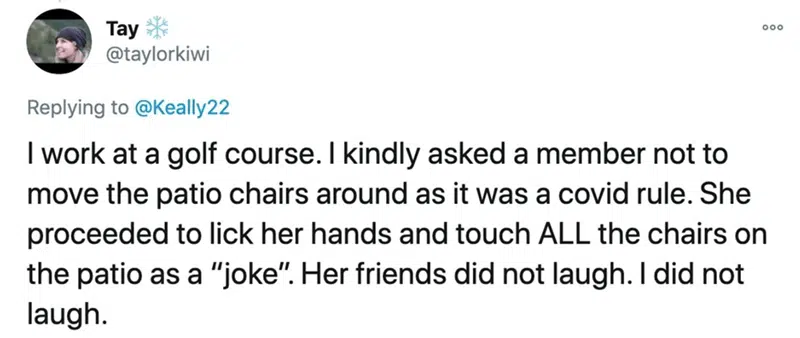 Tay ❄️
@taylorkiwi
Replying to @Keally22
I work at a golf course. I kindly asked a member not to
move the patio chairs around as it was a covid rule. She
proceeded to lick her hands and touch ALL the chairs on
the patio as a “joke”. Her friends did not laugh. I did not
laugh.